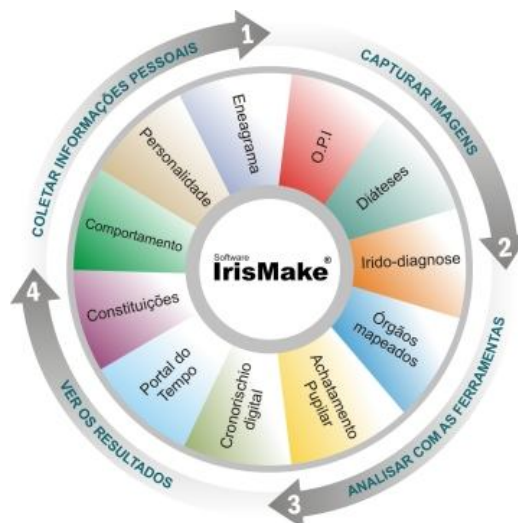 1
COLETAR INFORMAÇÕES PESSOAIS
CAPTURAR IMAGENS
2
ANALISAR COM AS FERRAMENTAS
3
VER OS RESULTADOS
4
Eneagrama
O.P.I
Diáteses
Irido-diagnose
Órgãos
mapeados
Achatamento
Pupilar
Cronorischio
digital
Portal do
Tempo
Constituições
Comportamento
Personalidade
Software
IrisMake®